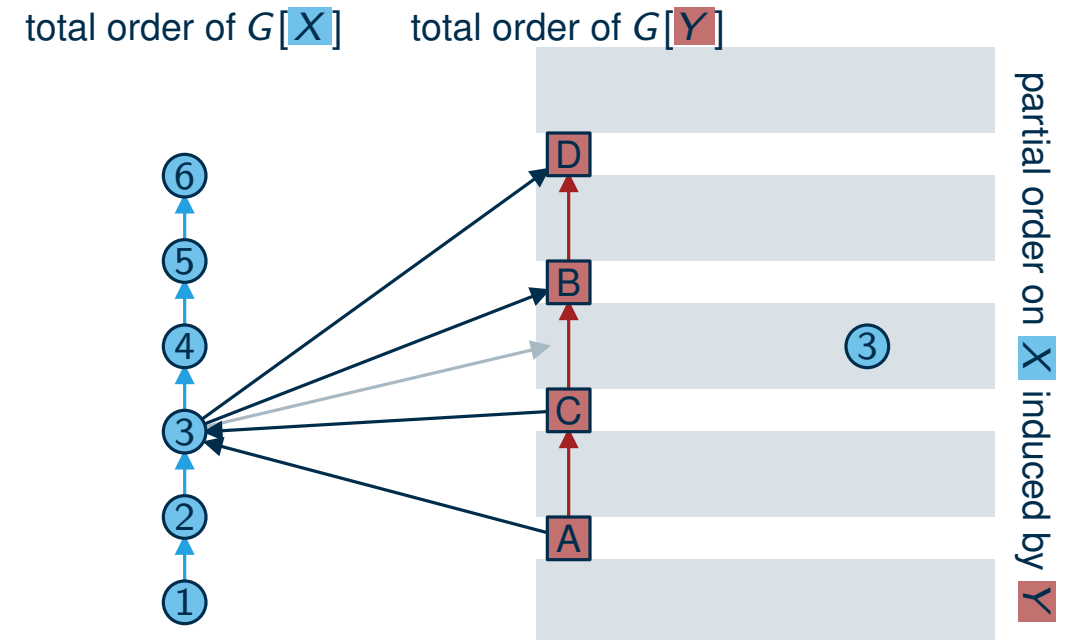 total order of G[X]
total order of G[Y]
D
6
5
B
4
3
C
3
2
A
1
partial order on X induced by Y